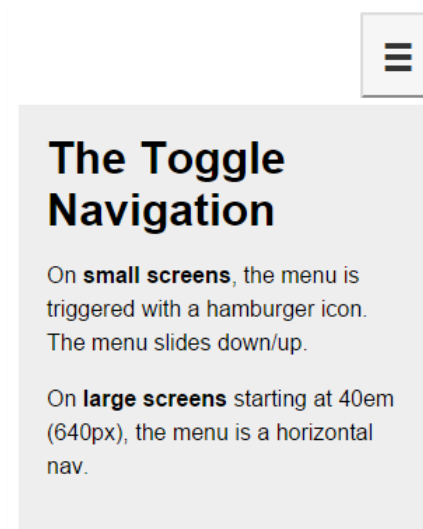 The Toggle
Navigation
On small screens, the menu is
triggered with a hamburger icon.
The menu slides down/up.
On large screens starting at 40em
(640px), the menu is a horizontal
nav.